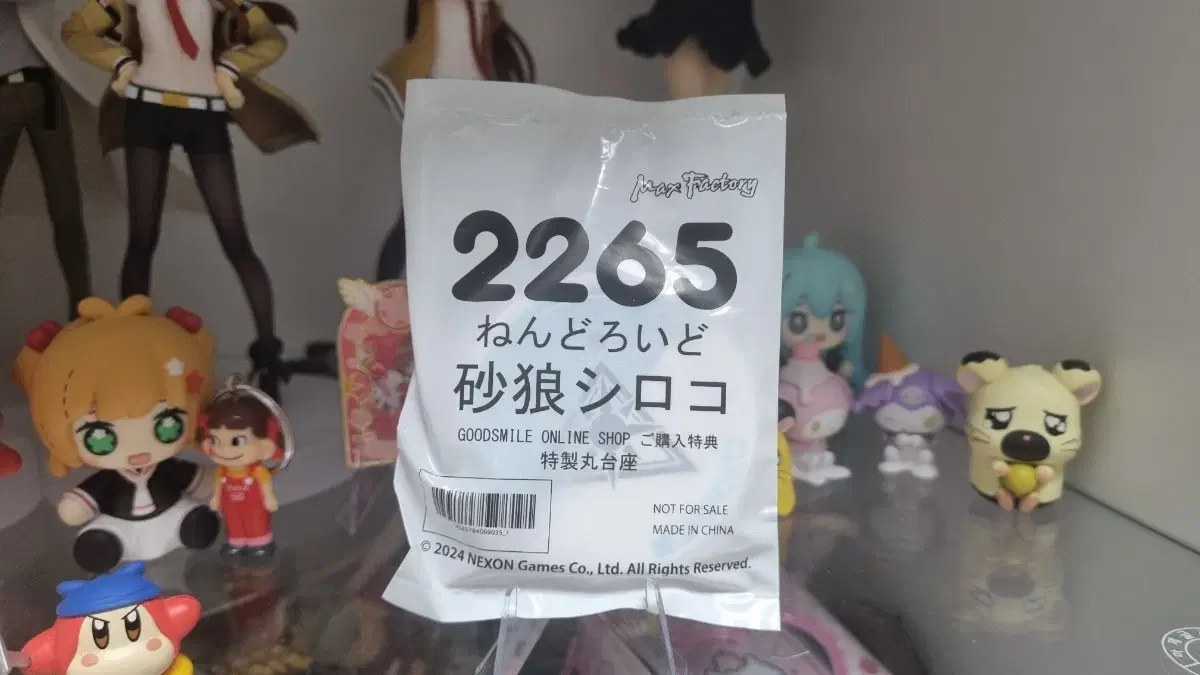 Max Factory
2265
ねんどろいど
砂狼シロコ
GOODSMILE ONLINE SHOP ご購入特典
特製丸台座
NOT FOR SALE
MADE IN CHINA
© 2024 NEXON Games Co., Ltd. All Rights Reserved.